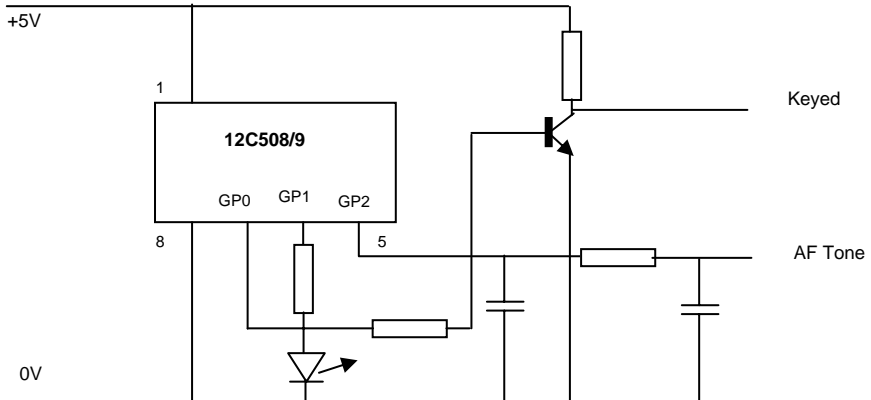 +5V
1
Keyed
12C508/9
GP0 GP1 GP2
8 5
AF Tone
0V